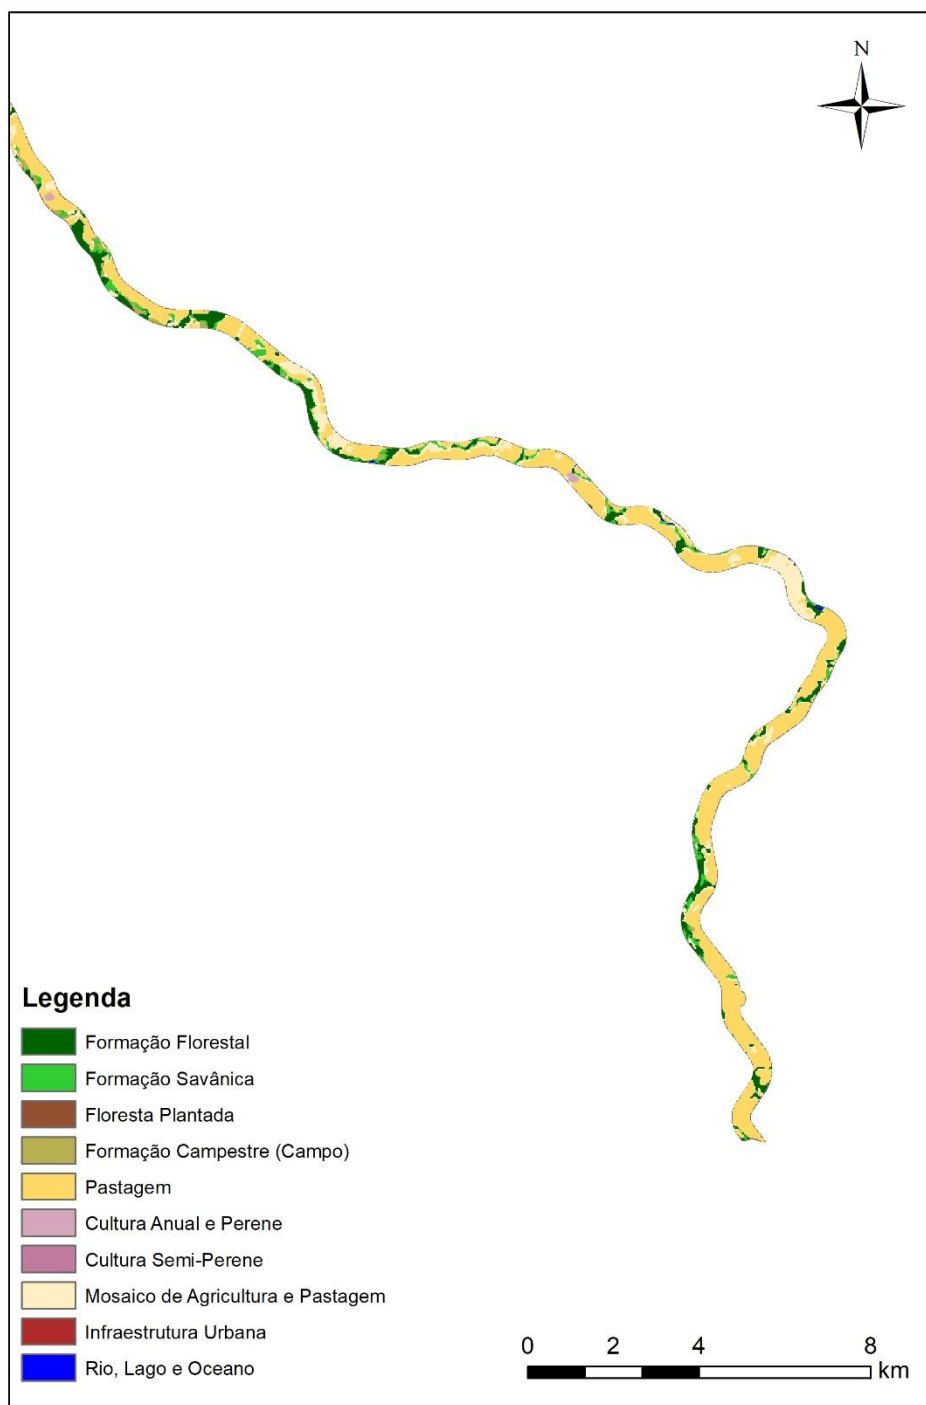 N
Legenda
Formação Florestal
Formação Savânica
Floresta Plantada
Formação Campestre (Campo)
Pastagem
Cultura Anual e Perene
Cultura Semi-Perene
Mosaico de Agricultura e Pastagem
Infraestrutura Urbana
Rio, Lago e Oceano
0 2 4 8
km